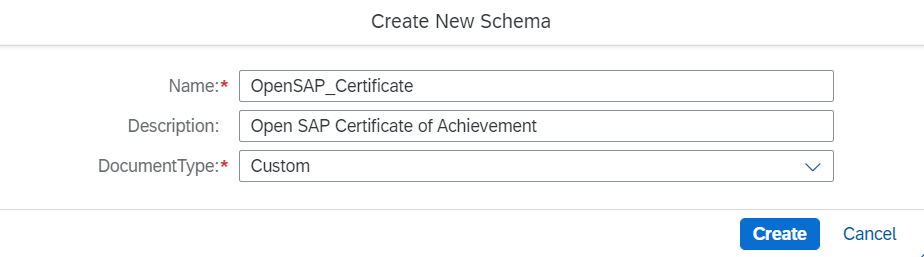 Create New Schema
Name:* OpenSAP_Certificate
Description: Open SAP Certificate of Achievement
DocumentType:* Custom
Create Cancel